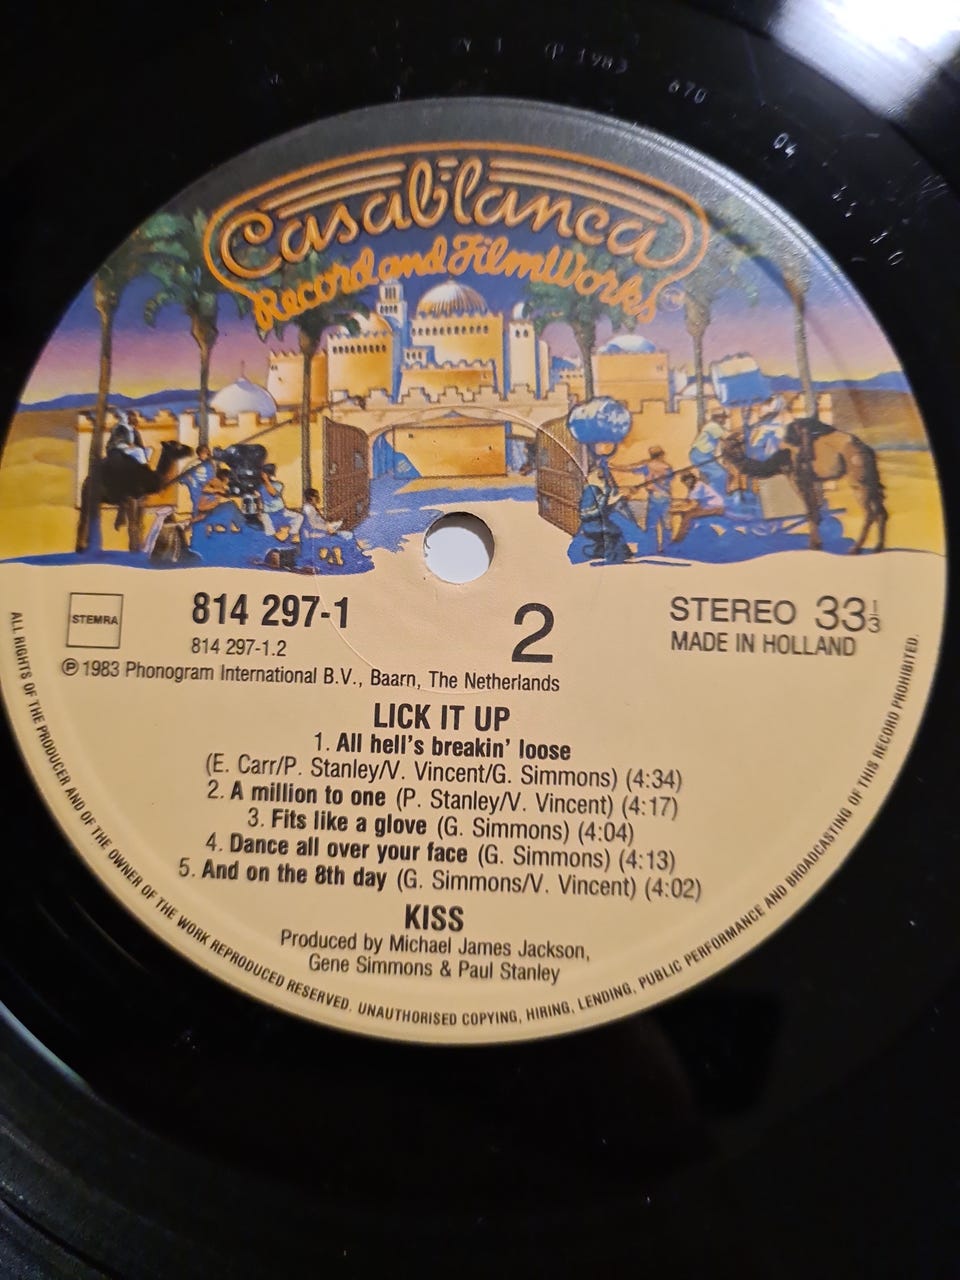 ℗ 1983 670
04
Casablanca
Record and FilmWorks
STEMRA
814 297-1
814 297-1.2
2
STEREO 33 1/3
MADE IN HOLLAND
℗ 1983 Phonogram International B.V., Baarn, The Netherlands
LICK IT UP
1. All hell's breakin' loose
(E. Carr/P. Stanley/V. Vincent/G. Simmons) (4:34)
2. A million to one (P. Stanley/V. Vincent) (4:17)
3. Fits like a glove (G. Simmons) (4:04)
4. Dance all over your face (G. Simmons) (4:13)
5. And on the 8th day (G. Simmons/V. Vincent) (4:02)
KISS
Produced by Michael James Jackson,
Gene Simmons & Paul Stanley
ALL RIGHTS OF THE PRODUCER AND OF THE OWNER OF THE WORK REPRODUCED RESERVED. UNAUTHORISED COPYING, HIRING, LENDING, PUBLIC PERFORMANCE AND BROADCASTING OF THIS RECORD PROHIBITED.